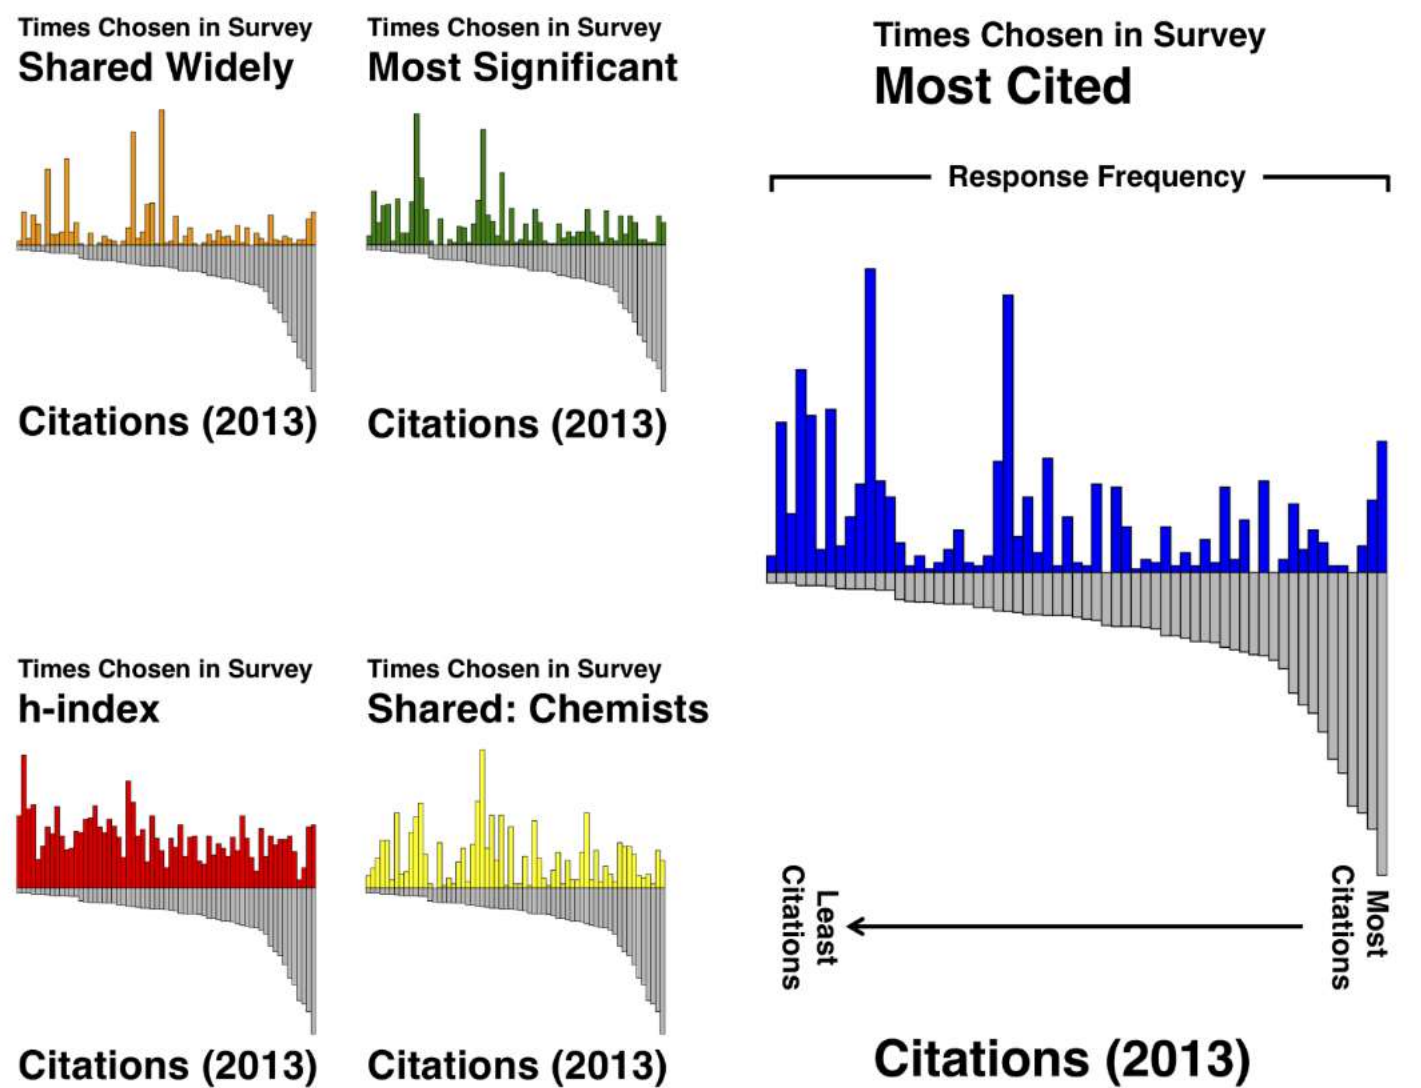 Times Chosen in Survey
Shared Widely
Citations (2013)
Times Chosen in Survey
Most Significant
Citations (2013)
Times Chosen in Survey
h-index
Citations (2013)
Times Chosen in Survey
Shared: Chemists
Citations (2013)
Times Chosen in Survey
Most Cited
Response Frequency
Least
Citations
Most
Citations
Citations (2013)